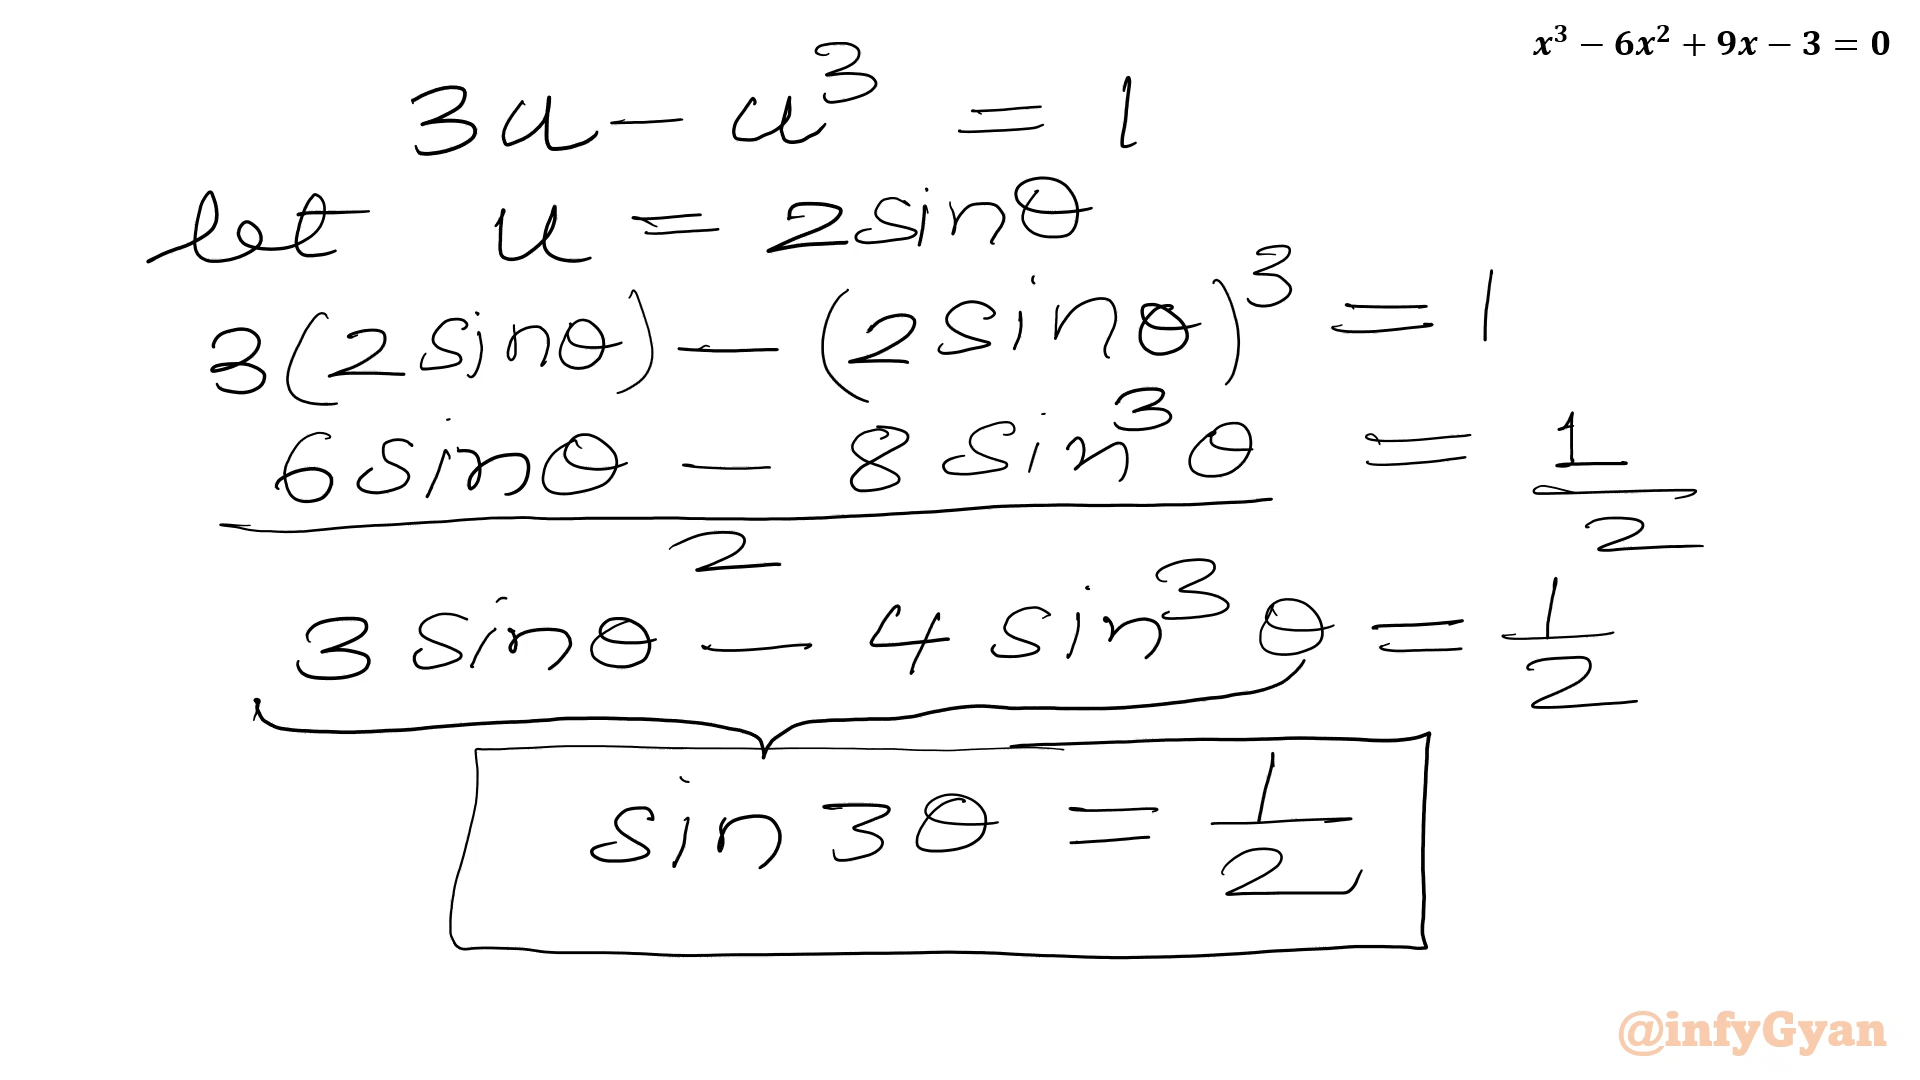 x³ − 6x² + 9x − 3 = 0
3u − u³ = 1
let u = 2sinθ
3(2sinθ) − (2sinθ)³ = 1
6sinθ − 8sin³θ = 1
2 2
3sinθ − 4sin³θ = 1/2
sin3θ = 1/2
@infyGyan